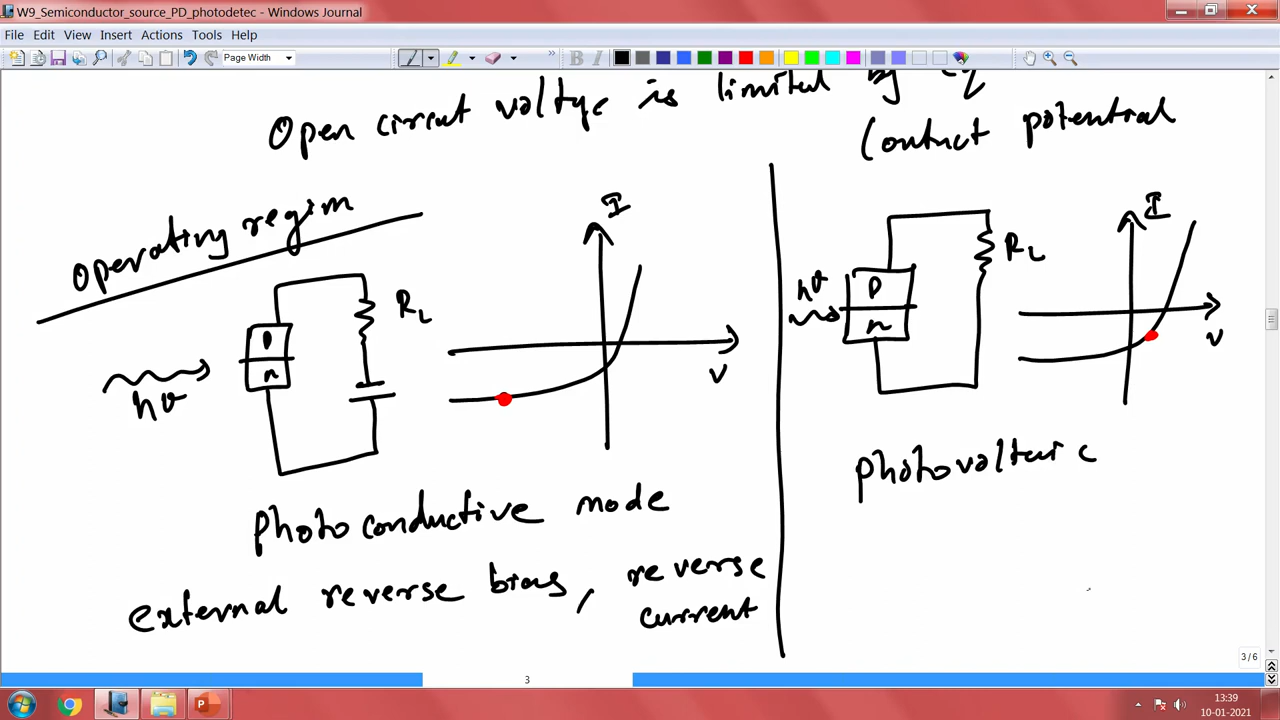 W9_Semiconductor_source_PD_photodetec - Windows Journal
File Edit View Insert Actions Tools Help
Page Width
B I
Open circuit voltage is limited by eq
Contact potential
Operating regim
I
I
RL
RL
hν
P
n
hν
P
n
V
V
photovoltaic
photoconductive mode
external reverse bias, reverse
current
3/6
3
13:39
10-01-2021